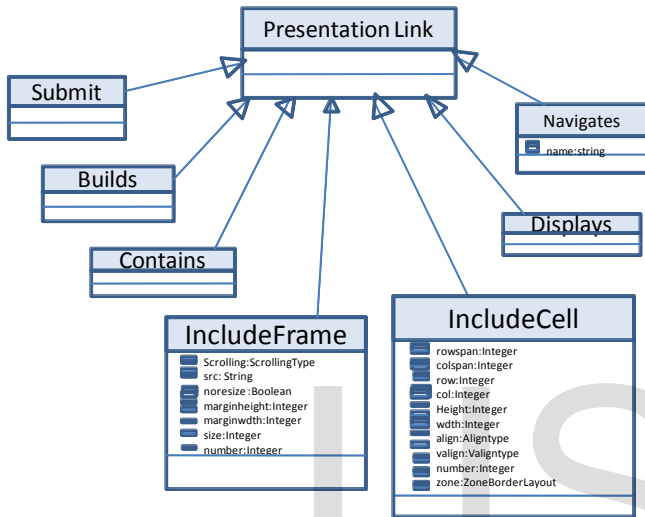 Presentation Link
Submit
Navigates
name:string
Builds
Displays
Contains
IncludeFrame
Scrolling:ScrollingType
src: String
noresize:Boolean
marginheight:Integer
marginwdth:Integer
size:Integer
number:Integer
IncludeCell
rowspan:Integer
colspan:Integer
row:Integer
col:Integer
Height:Integer
wdth:Integer
align:Aligntype
valign:Valigntype
number:Integer
zone:ZoneBorderLayout